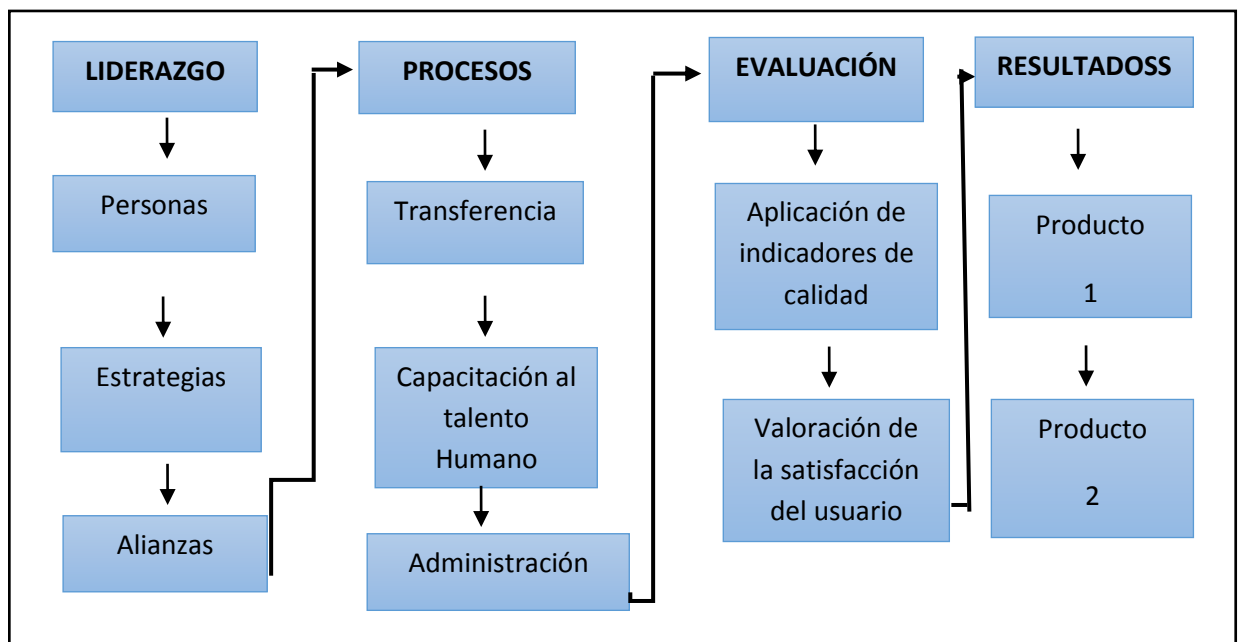 LIDERAZGO
Personas
Estrategias
Alianzas
PROCESOS
Transferencia
Capacitación al
talento
Humano
Administración
EVALUACIÓN
Aplicación de
indicadores de
calidad
Valoración de
la satisfacción
del usuario
RESULTADOSS
Producto
1
Producto
2